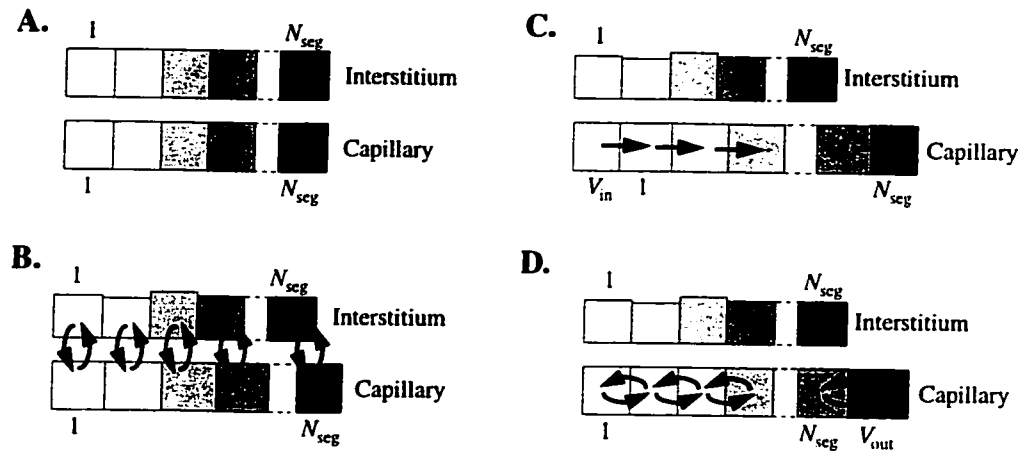 A.
1 N_seg
Interstitium
Capillary
1 N_seg
B.
1 N_seg
Interstitium
Capillary
1 N_seg
C.
1 N_seg
Interstitium
Capillary
V_in 1 N_seg
D.
1 N_seg
Interstitium
Capillary
1 N_seg V_out